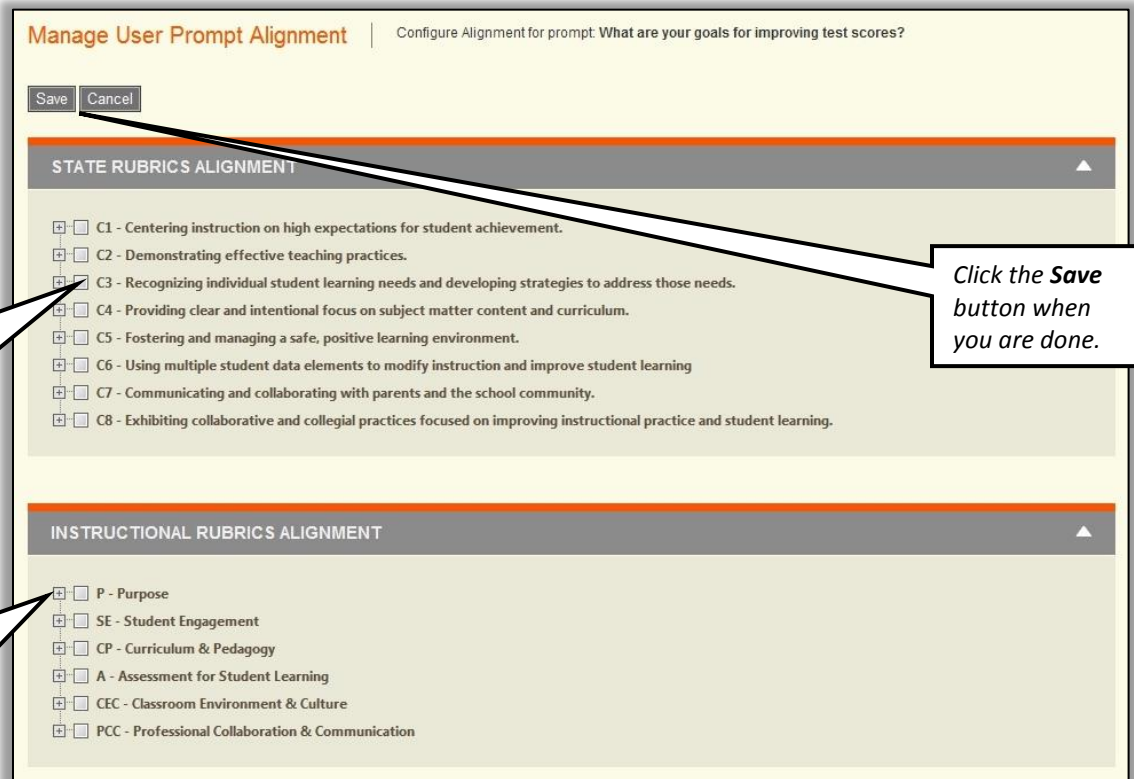 Manage User Prompt Alignment
Configure Alignment for prompt: What are your goals for improving test scores?
Save Cancel
STATE RUBRICS ALIGNMENT
C1 - Centering instruction on high expectations for student achievement.
C2 - Demonstrating effective teaching practices.
C3 - Recognizing individual student learning needs and developing strategies to address those needs.
C4 - Providing clear and intentional focus on subject matter content and curriculum.
C5 - Fostering and managing a safe, positive learning environment.
C6 - Using multiple student data elements to modify instruction and improve student learning
C7 - Communicating and collaborating with parents and the school community.
C8 - Exhibiting collaborative and collegial practices focused on improving instructional practice and student learning.
Click the Save
button when
you are done.
INSTRUCTIONAL RUBRICS ALIGNMENT
P - Purpose
SE - Student Engagement
CP - Curriculum & Pedagogy
A - Assessment for Student Learning
CEC - Classroom Environment & Culture
PCC - Professional Collaboration & Communication